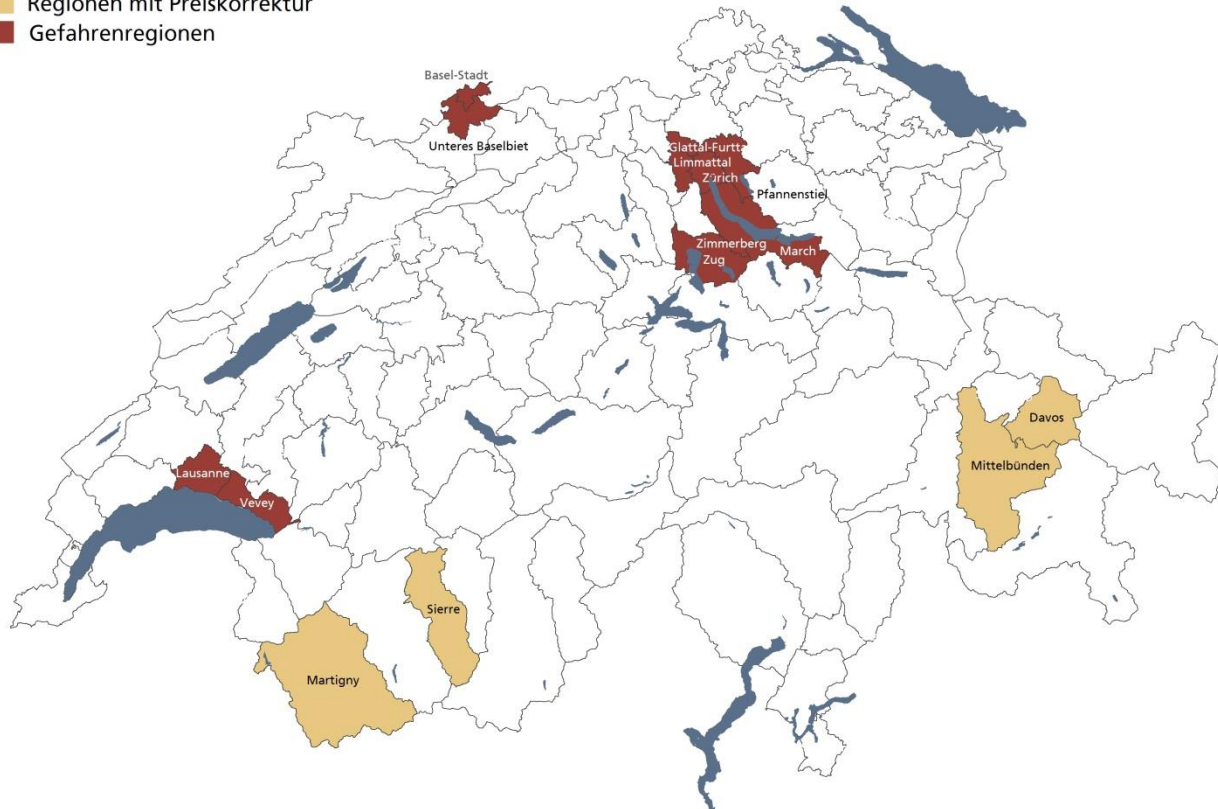 Regionen mit Preiskorrektur
Gefahrenregionen
Basel-Stadt
Unteres Baselbiet
Glattal-Furtta
Limmattal
Zürich
Pfannenstiel
Zimmerberg
Zug
March
Davos
Mittelbünden
Lausanne
Vevey
Sierre
Martigny